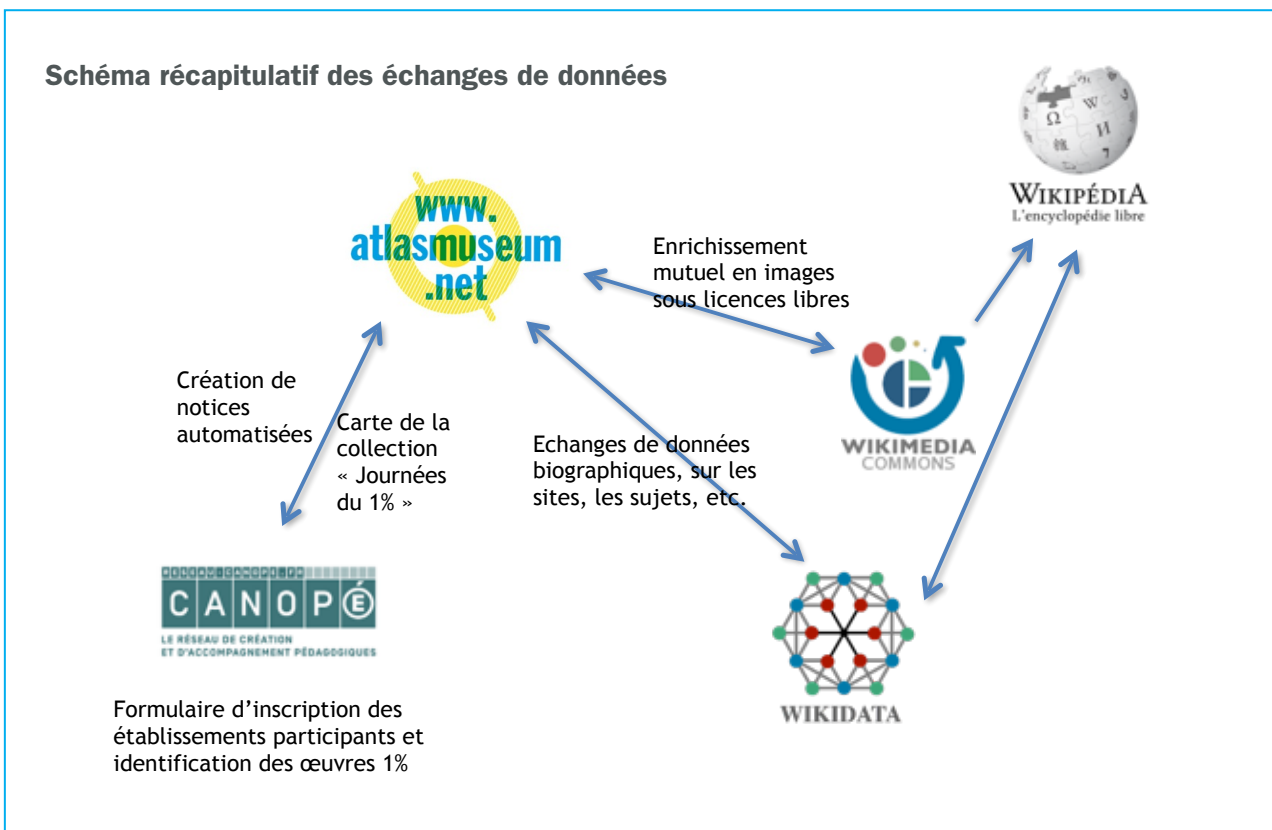 Schéma récapitulatif des échanges de données
WIKIPÉDIA
L'encyclopédie libre
www.
atlasmuseum
.net
Enrichissement
mutuel en images
sous licences libres
WIKIMEDIA
COMMONS
Création de
notices
automatisées
Carte de la
collection
« Journées
du 1% »
Echanges de données
biographiques, sur les
sites, les sujets, etc.
RESEAU-CANOPE.FR
CANOPÉ
LE RÉSEAU DE CRÉATION
ET D'ACCOMPAGNEMENT PÉDAGOGIQUES
WIKIDATA
Formulaire d’inscription des
établissements participants et
identification des œuvres 1%